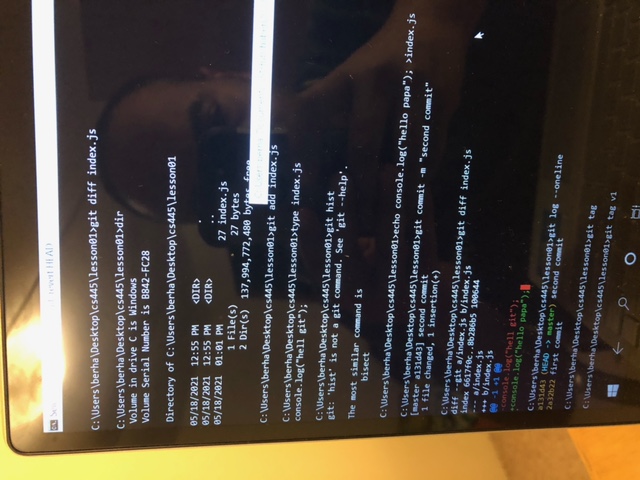 C:\Users\berha\Desktop\cs445\lesson01>git diff index.js
C:\Users\berha\Desktop\cs445\lesson01>dir
Volume in drive C is Windows
Volume Serial Number is B842-FC28
Directory of C:\Users\berha\Desktop\cs445\lesson01
05/18/2021 12:55 PM <DIR> .
05/18/2021 12:55 PM <DIR> ..
05/18/2021 01:01 PM 27 index.js
1 File(s) 27 bytes
2 Dir(s) 137,994,772,480 bytes free
C:\Users\berha\Desktop\cs445\lesson01>git add index.js
C:\Users\berha\Desktop\cs445\lesson01>type index.js
console.log("hell git");
C:\Users\berha\Desktop\cs445\lesson01>git hist
git: 'hist' is not a git command. See 'git --help'.
The most similar command is
bisect
C:\Users\berha\Desktop\cs445\lesson01>echo console.log("hello papa"); >index.js
C:\Users\berha\Desktop\cs445\lesson01>git commit -m "second commit"
[master a131d43] second commit
1 file changed, 1 insertion(+)
C:\Users\berha\Desktop\cs445\lesson01>git diff index.js
diff --git a/index.js b/index.js
index 6617f0c..8b286b5 100644
--- a/index.js
+++ b/index.js
@@ -1 +1 @@
-console.log("hell git");
+console.log("hello papa");
C:\Users\berha\Desktop\cs445\lesson01>git log --oneline
a131d43 (HEAD -> master) second commit
2a32b22 first commit
C:\Users\berha\Desktop\cs445\lesson01>git tag
C:\Users\berha\Desktop\cs445\lesson01>git tag v1